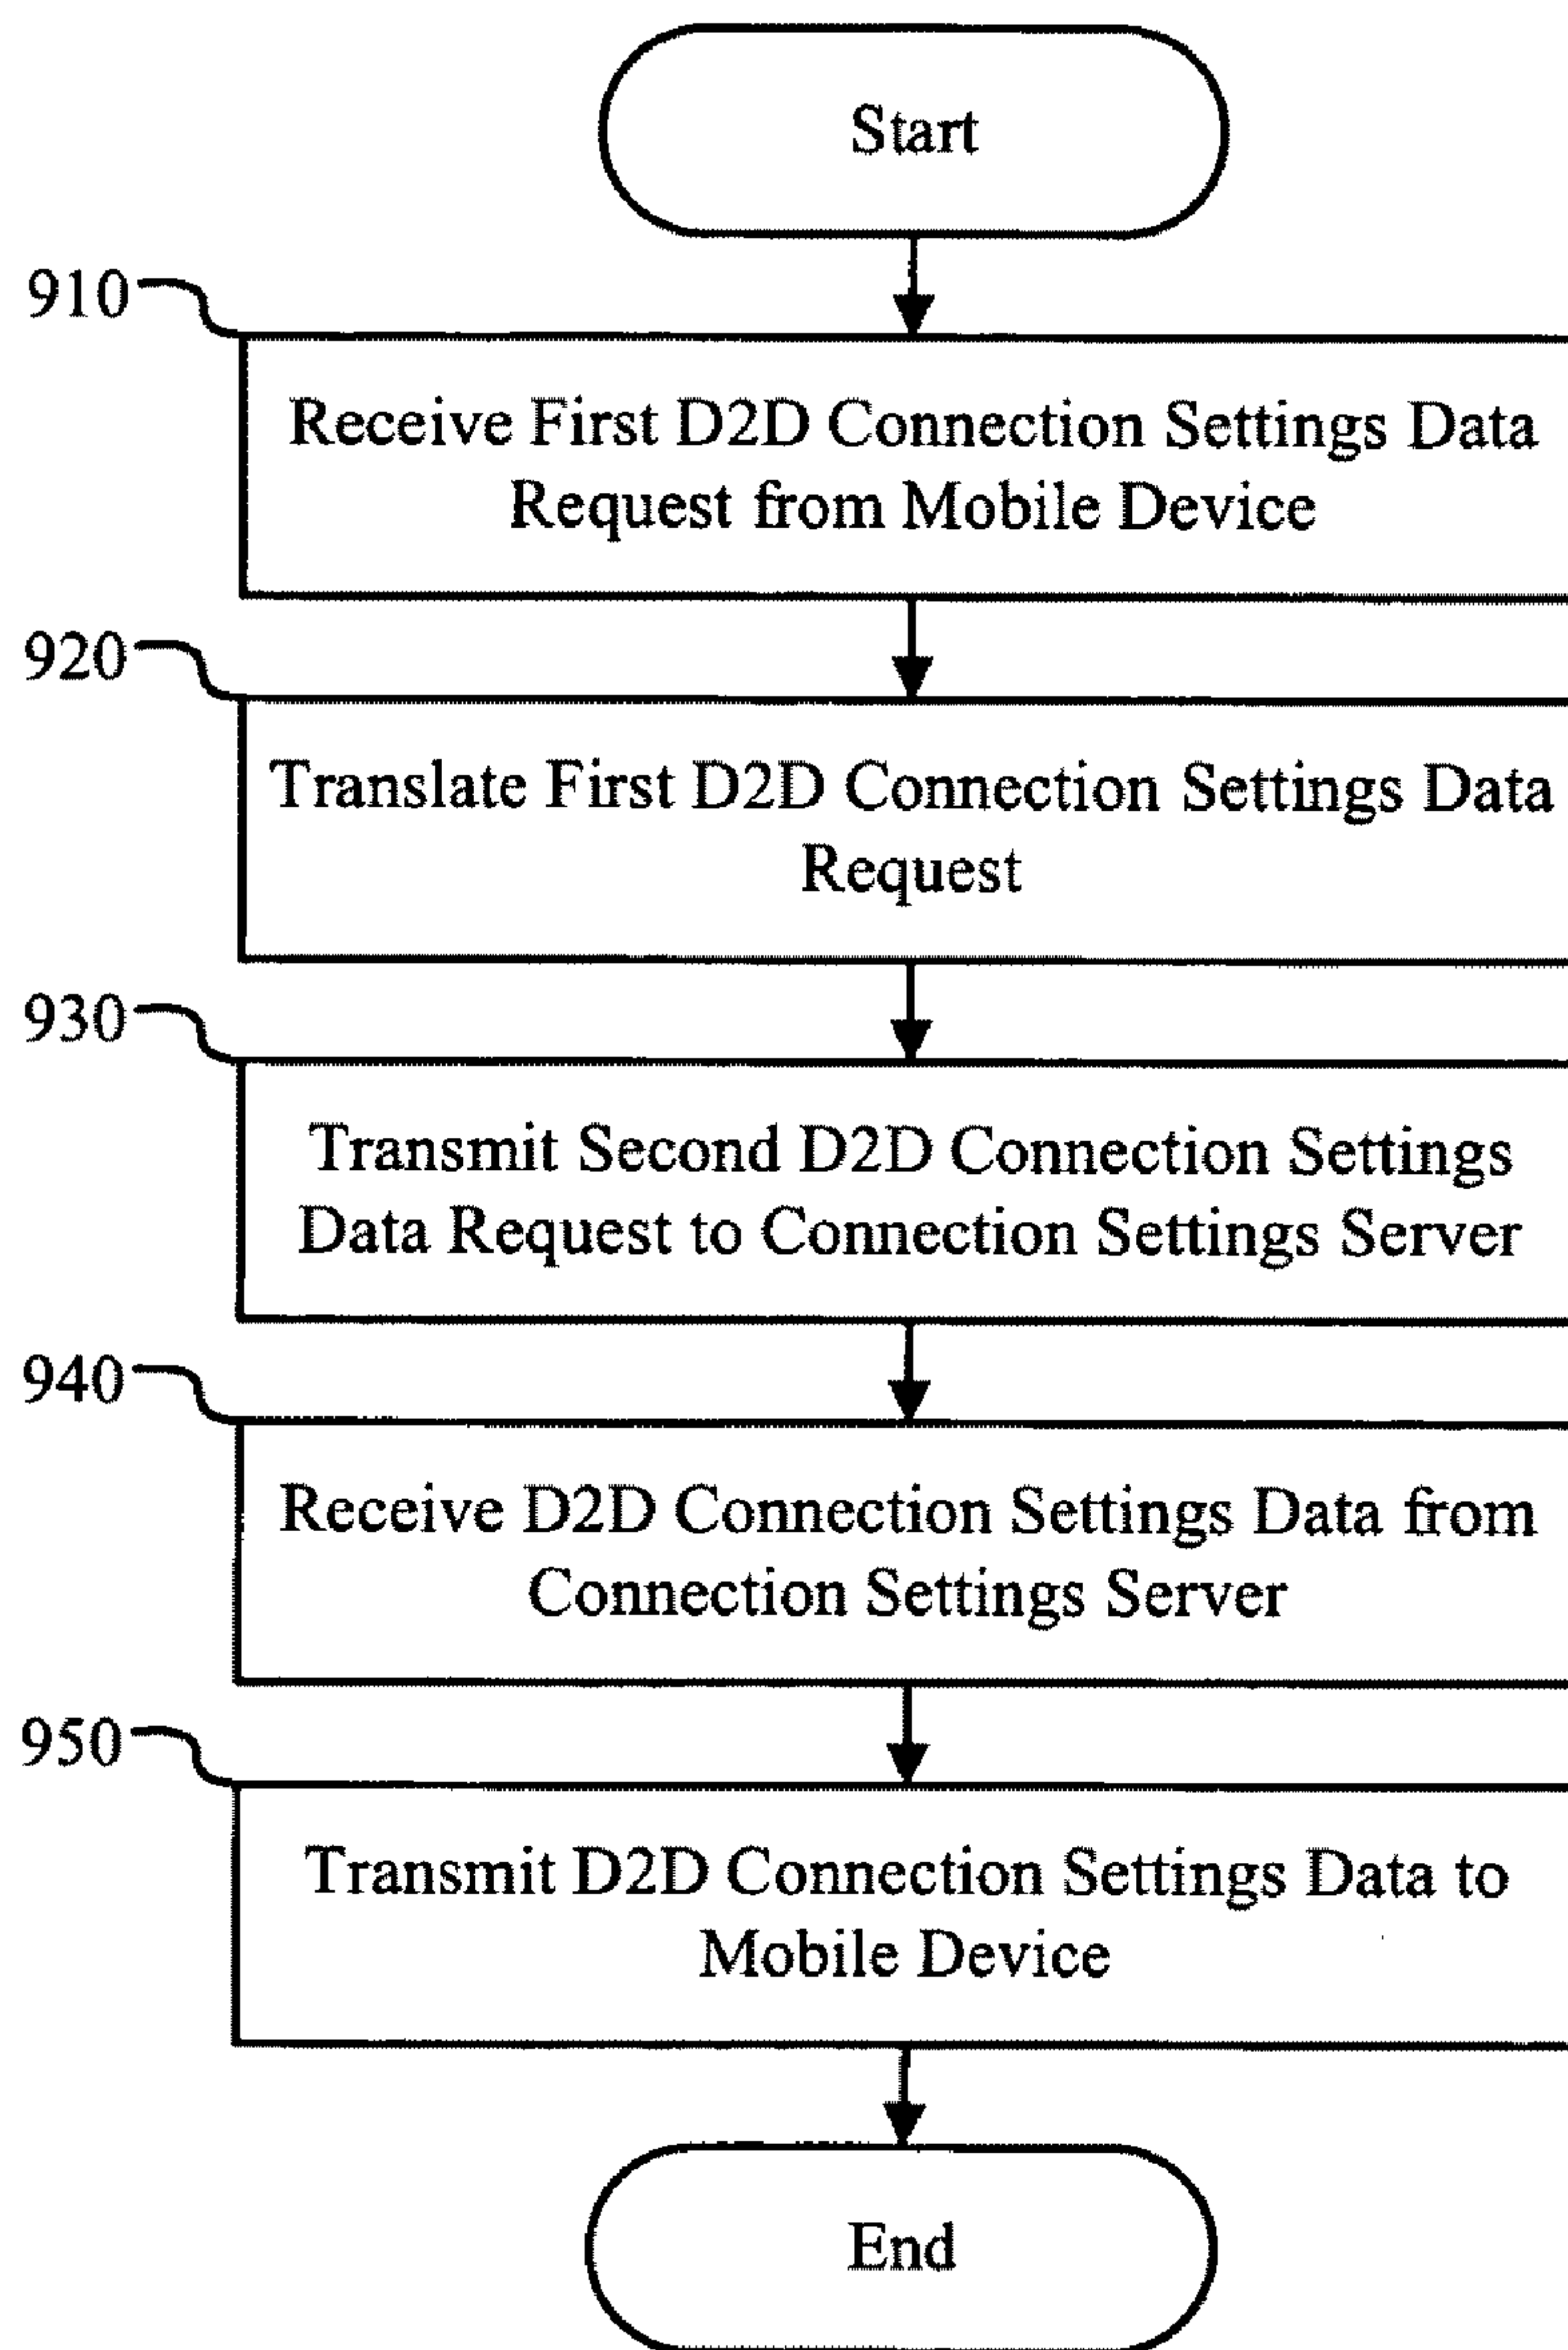 Start
910
Receive First D2D Connection Settings Data
Request from Mobile Device
920
Translate First D2D Connection Settings Data
Request
930
Transmit Second D2D Connection Settings
Data Request to Connection Settings Server
940
Receive D2D Connection Settings Data from
Connection Settings Server
950
Transmit D2D Connection Settings Data to
Mobile Device
End